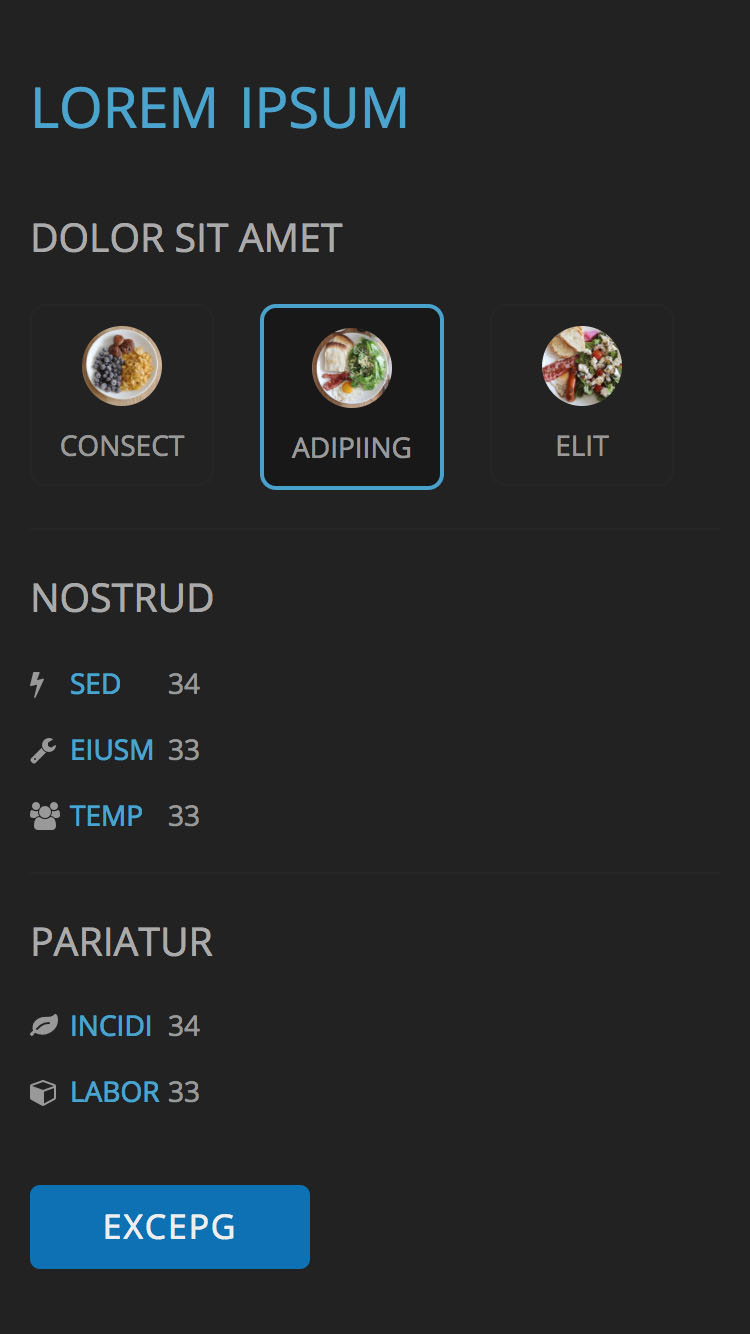 LOREM IPSUM
DOLOR SIT AMET
CONSECT ADIPIING ELIT
NOSTRUD
SED 34
EIUSM 33
TEMP 33
PARIATUR
INCIDI 34
LABOR 33
EXCEPG